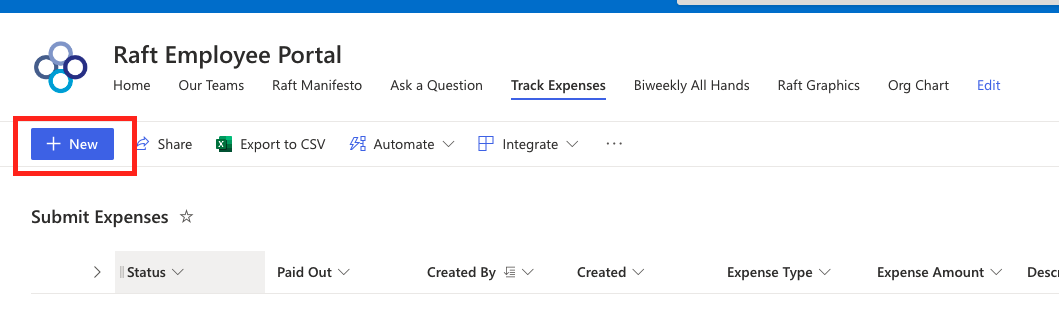 Raft Employee Portal
Home Our Teams Raft Manifesto Ask a Question Track Expenses Biweekly All Hands Raft Graphics Org Chart Edit
+ New Share Export to CSV Automate Integrate ...
Submit Expenses
Status Paid Out Created By Created Expense Type Expense Amount Descr